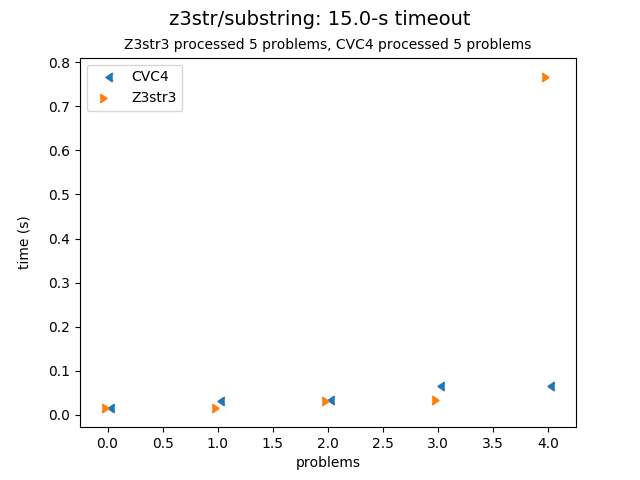 z3str/substring: 15.0-s timeout
Z3str3 processed 5 problems, CVC4 processed 5 problems
CVC4
Z3str3
0.8
0.7
0.6
0.5
0.4
0.3
0.2
0.1
0.0
time (s)
0.0 0.5 1.0 1.5 2.0 2.5 3.0 3.5 4.0
problems